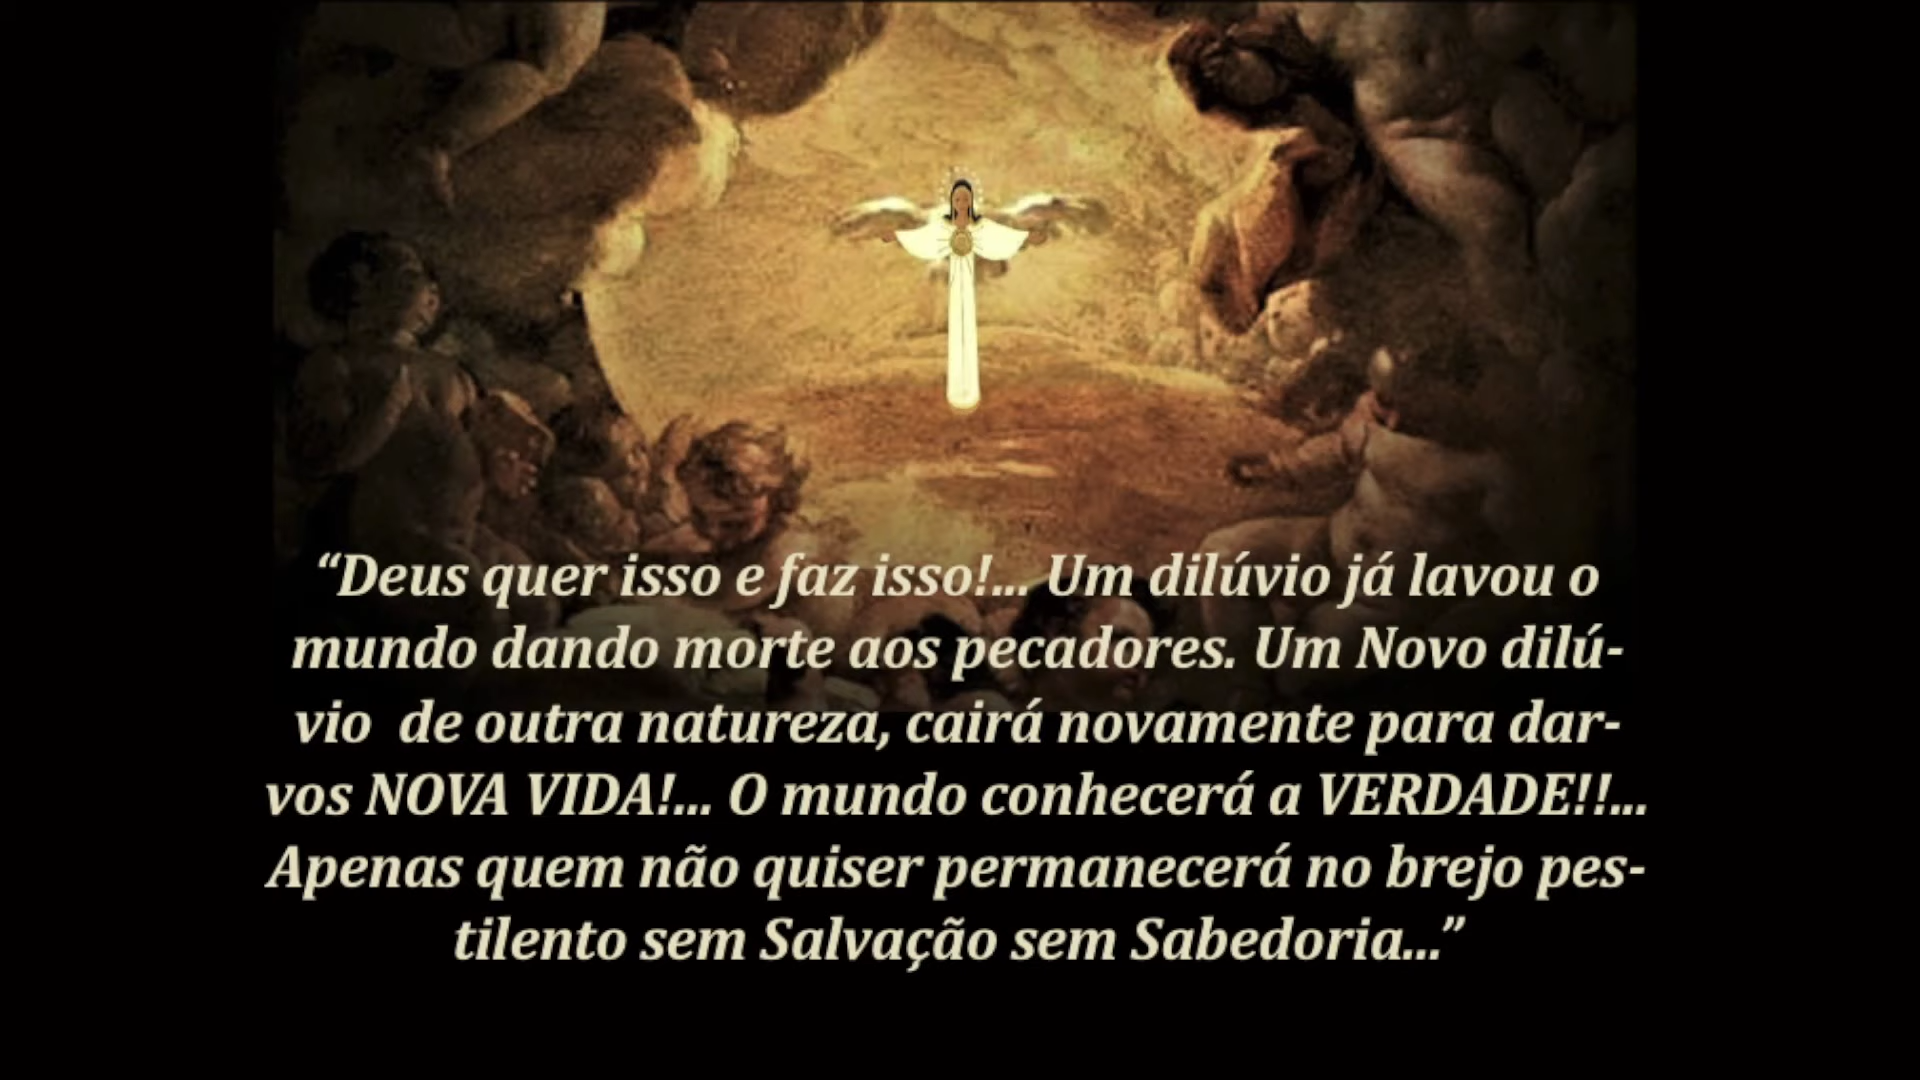 “Deus quer isso e faz isso!... Um dilúvio já lavou o
mundo dando morte aos pecadores. Um Novo dilú-
vio  de outra natureza, cairá novamente para dar-
vos NOVA VIDA!... O mundo conhecerá a VERDADE!!...
Apenas quem não quiser permanecerá no brejo pes-
tilento sem Salvação sem Sabedoria...”